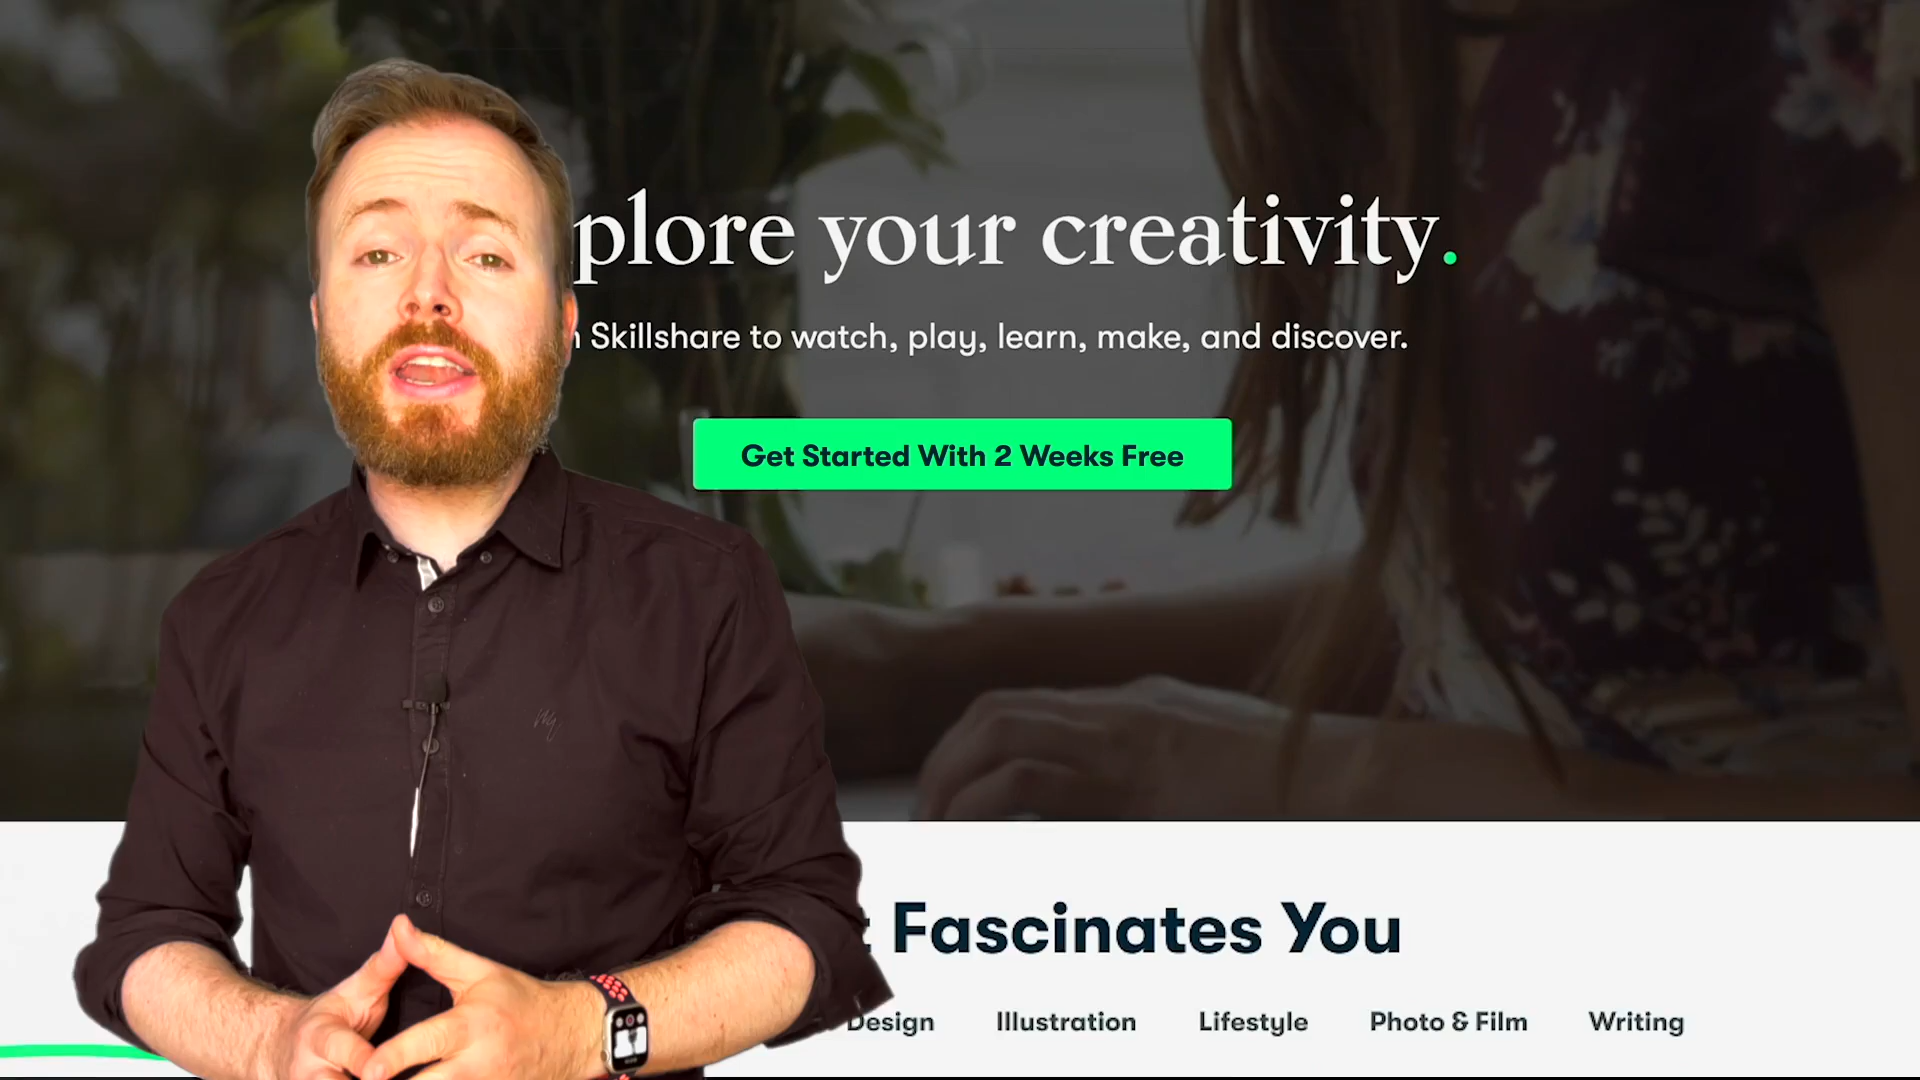 plore your creativity.
Skillshare to watch, play, learn, make, and discover.
Get Started With 2 Weeks Free
Fascinates You
Design Illustration Lifestyle Photo & Film Writing